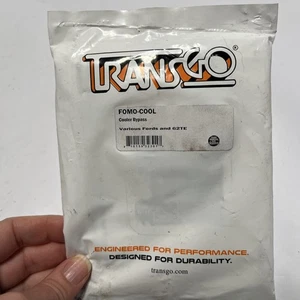 TRANSGO®
FOMO-COOL
Cooler Bypass
Various Fords and 62TE
ENGINEERED FOR PERFORMANCE.
DESIGNED FOR DURABILITY.
transgo.com